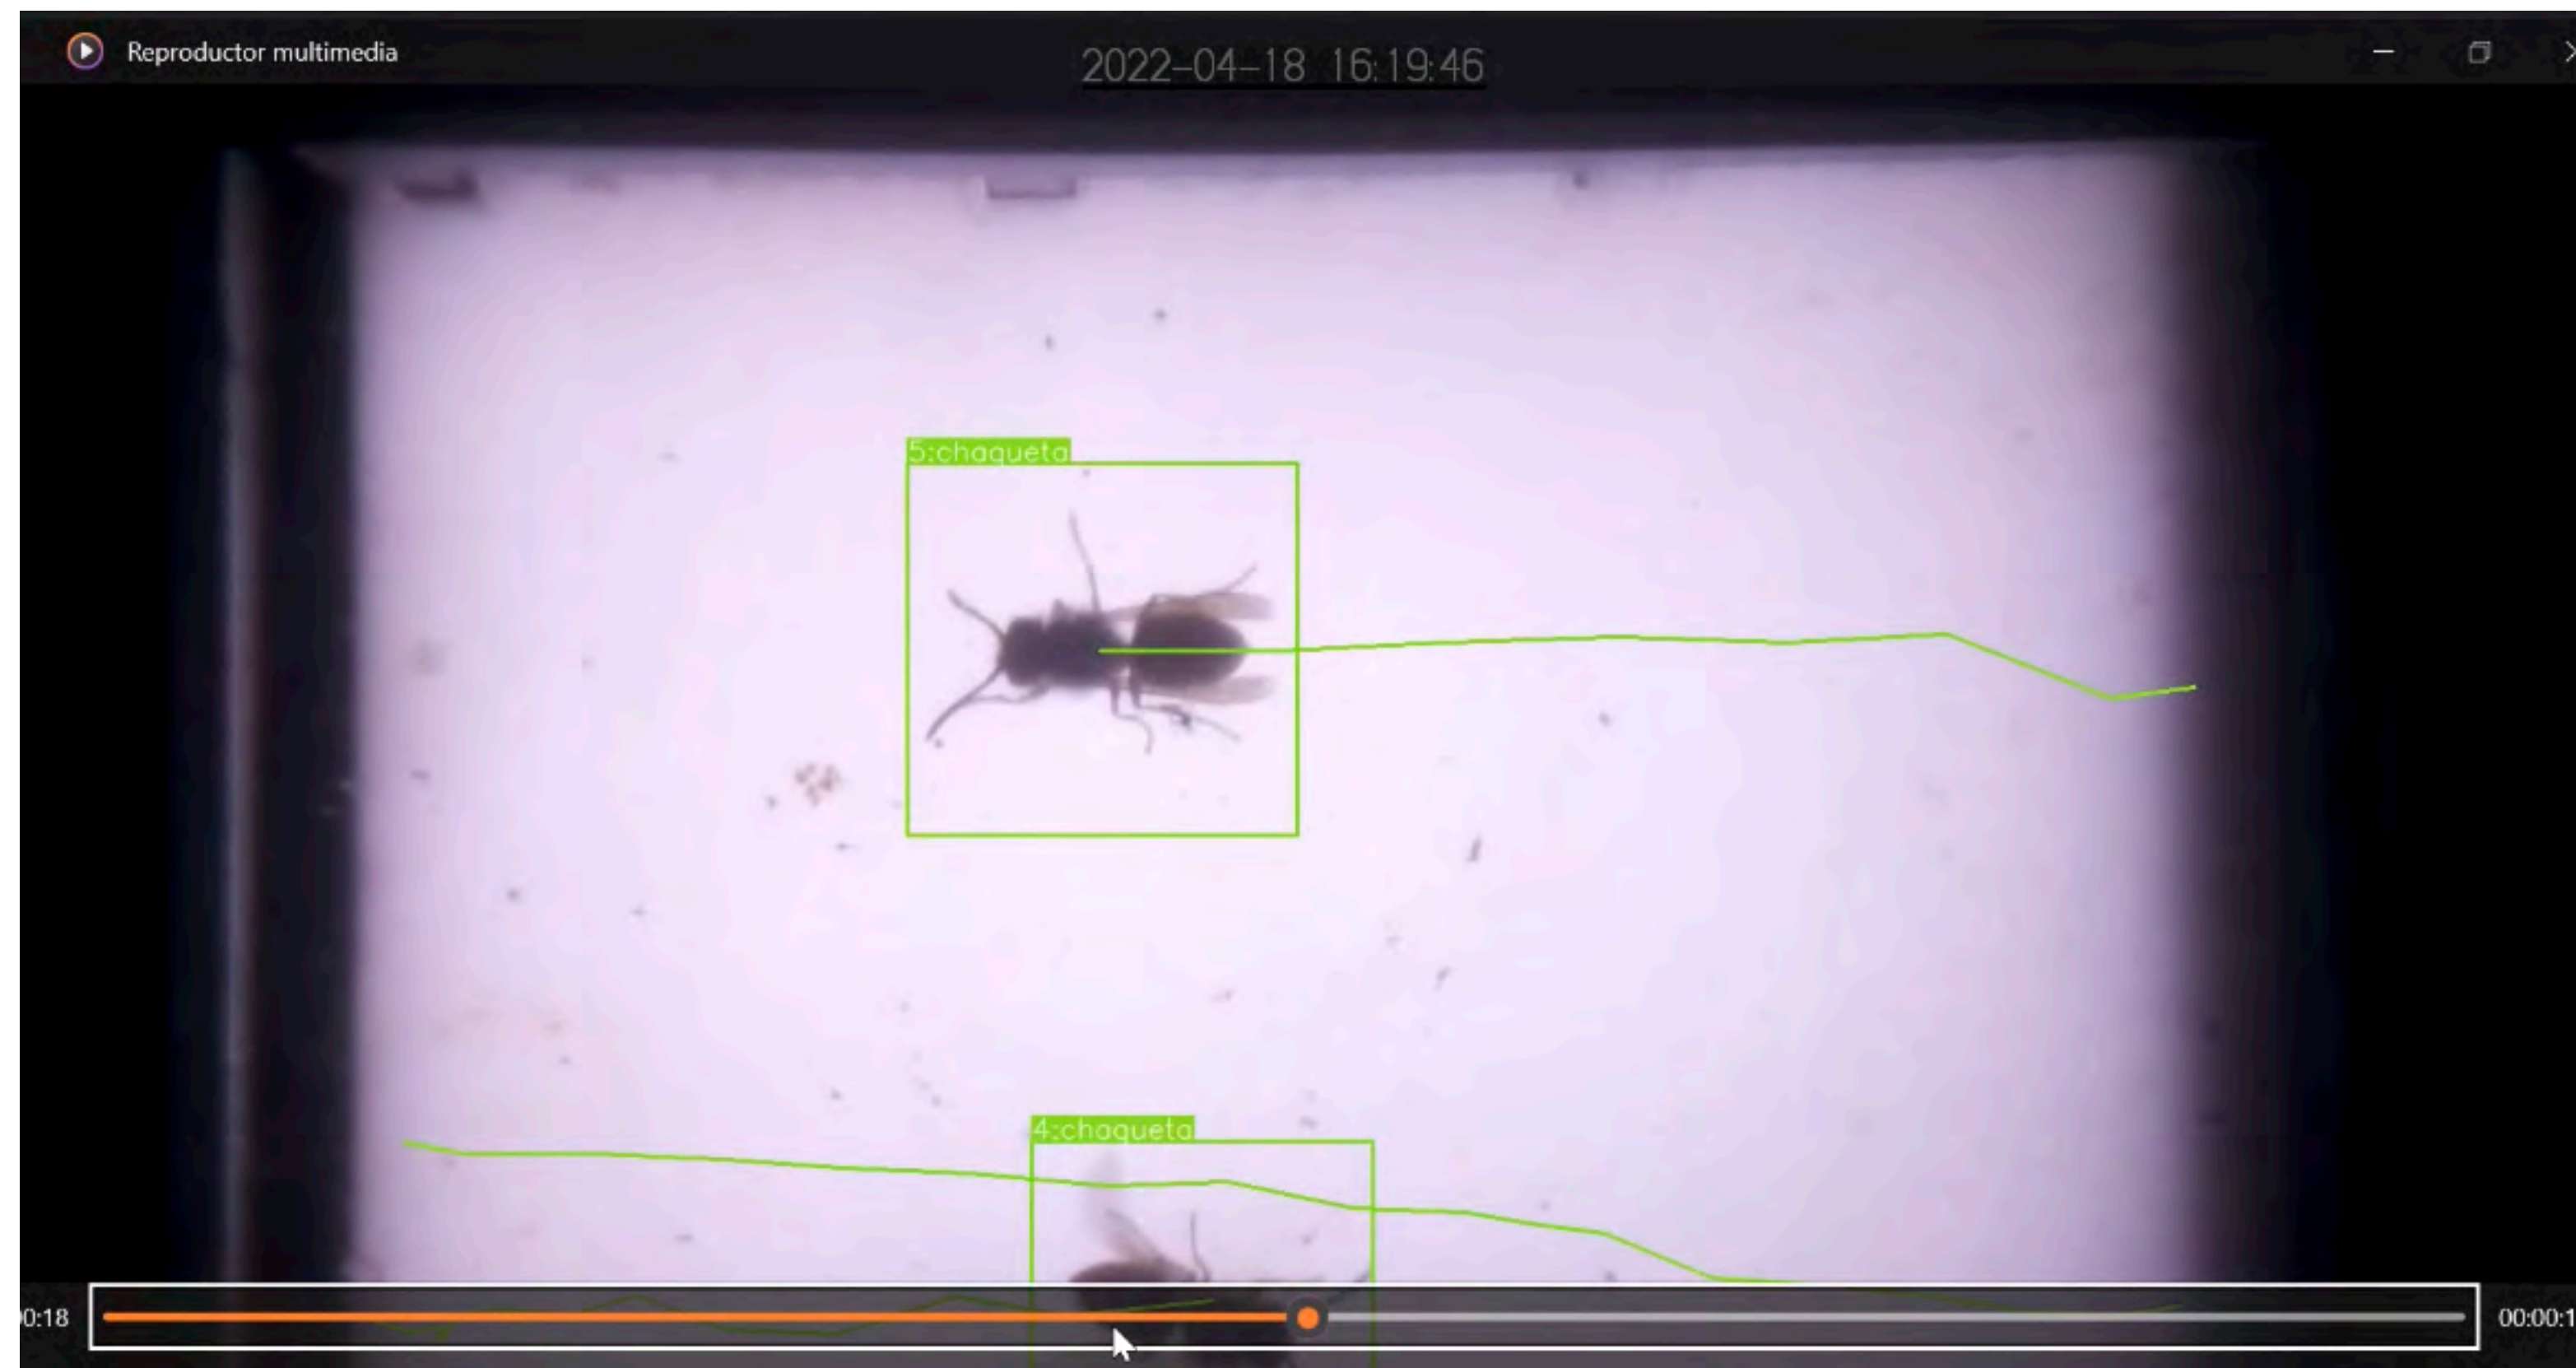 Reproductor multimedia
2022-04-18 16:19:46
5:chaqueta
4:chaqueta
0:18
00:00:1